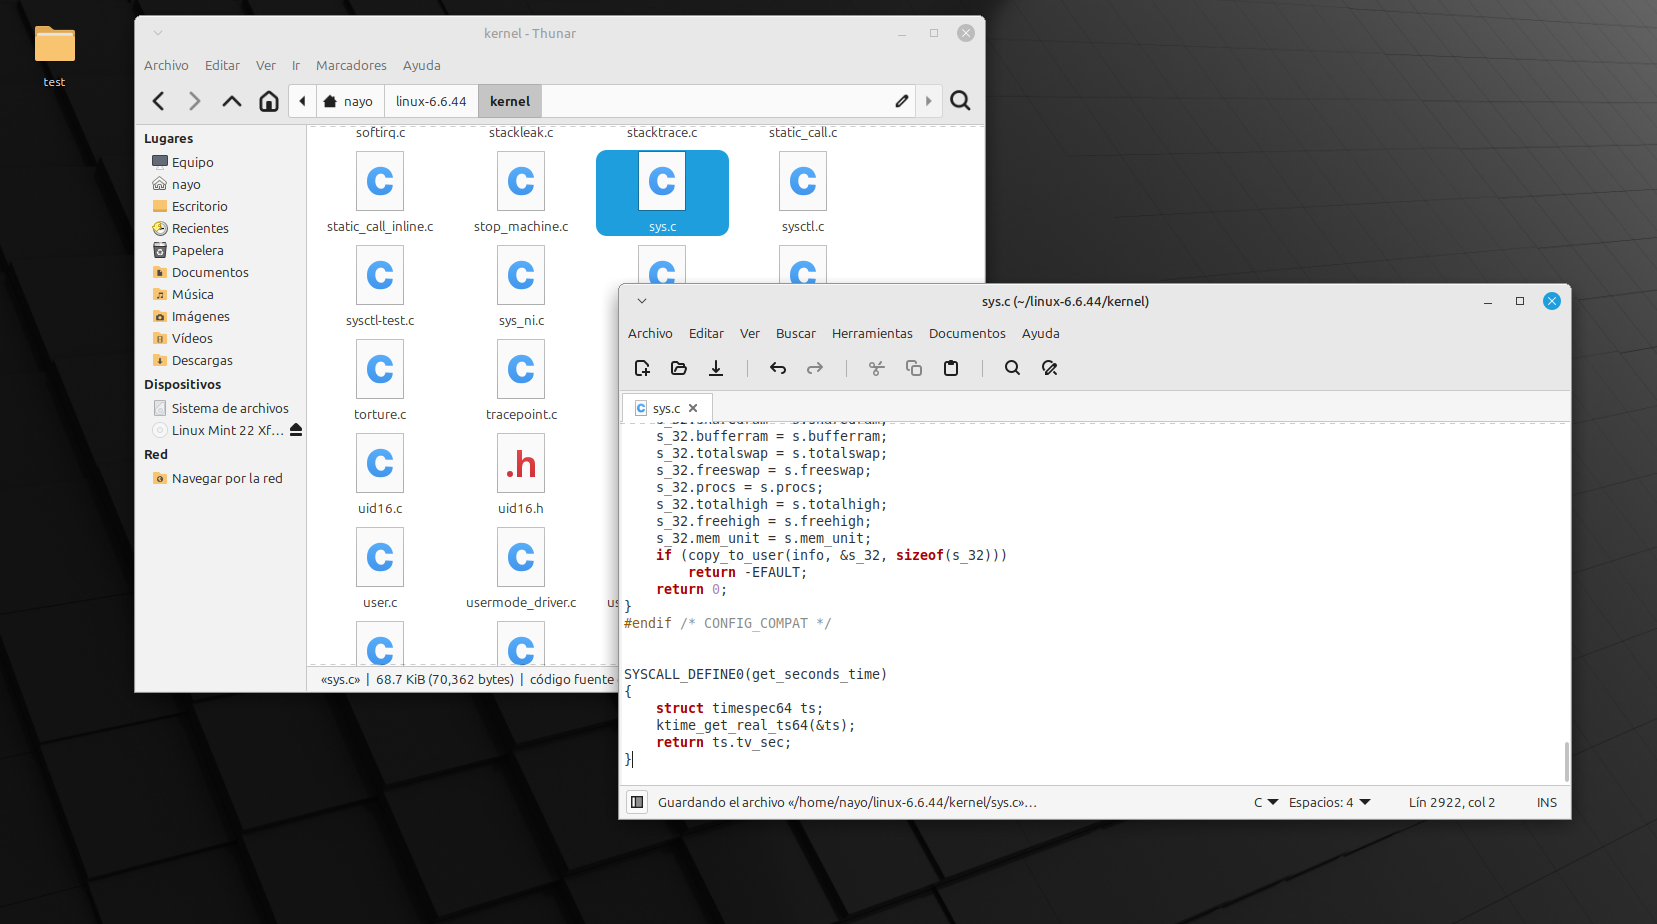 test
kernel - Thunar
Archivo Editar Ver Ir Marcadores Ayuda
nayo linux-6.6.44 kernel
Lugares
Equipo
nayo
Escritorio
Recientes
Papelera
Documentos
Música
Imágenes
Vídeos
Descargas
Dispositivos
Sistema de archivos
Linux Mint 22 Xf...
Red
Navegar por la red
softirq.c stackleak.c stacktrace.c static_call.c
static_call_inline.c stop_machine.c sys.c sysctl.c
sysctl-test.c sys_ni.c
torture.c tracepoint.c
.h
uid16.c uid16.h
user.c usermode_driver.c us
«sys.c» | 68.7 KiB (70,362 bytes) | código fuente
sys.c (~/linux-6.6.44/kernel)
Archivo Editar Ver Buscar Herramientas Documentos Ayuda
sys.c
s_32.bufferram = s.bufferram;
s_32.totalswap = s.totalswap;
s_32.freeswap = s.freeswap;
s_32.procs = s.procs;
s_32.totalhigh = s.totalhigh;
s_32.freehigh = s.freehigh;
s_32.mem_unit = s.mem_unit;
if (copy_to_user(info, &s_32, sizeof(s_32)))
return -EFAULT;
return 0;
}
#endif /* CONFIG_COMPAT */
SYSCALL_DEFINE0(get_seconds_time)
{
struct timespec64 ts;
ktime_get_real_ts64(&ts);
return ts.tv_sec;
}
Guardando el archivo «/home/nayo/linux-6.6.44/kernel/sys.c»... C Espacios: 4 Lín 2922, col 2 INS